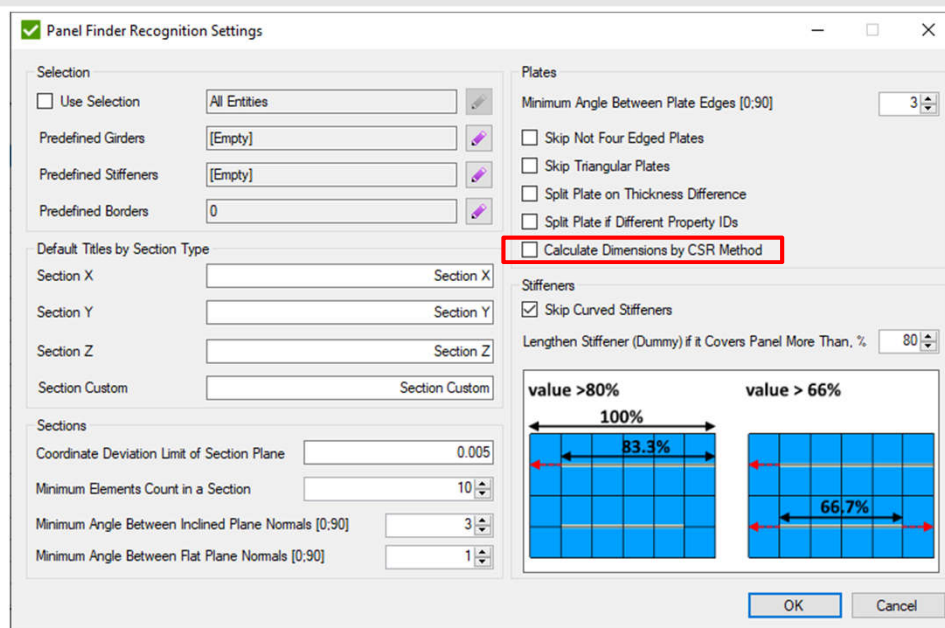 Panel Finder Recognition Settings
Selection
Use Selection
All Entities
Predefined Girders
[Empty]
Predefined Stiffeners
[Empty]
Predefined Borders
0
Default Titles by Section Type
Section X
Section X
Section Y
Section Y
Section Z
Section Z
Section Custom
Section Custom
Sections
Coordinate Deviation Limit of Section Plane
0.005
Minimum Elements Count in a Section
10
Minimum Angle Between Inclined Plane Normals [0;90]
3
Minimum Angle Between Flat Plane Normals [0;90]
1
Plates
Minimum Angle Between Plate Edges [0;90]
3
Skip Not Four Edged Plates
Skip Triangular Plates
Split Plate on Thickness Difference
Split Plate if Different Property IDs
Calculate Dimensions by CSR Method
Stiffeners
Skip Curved Stiffeners
Lengthen Stiffener (Dummy) if it Covers Panel More Than, %
80
value >80%
100%
83.3%
value > 66%
66.7%
OK
Cancel